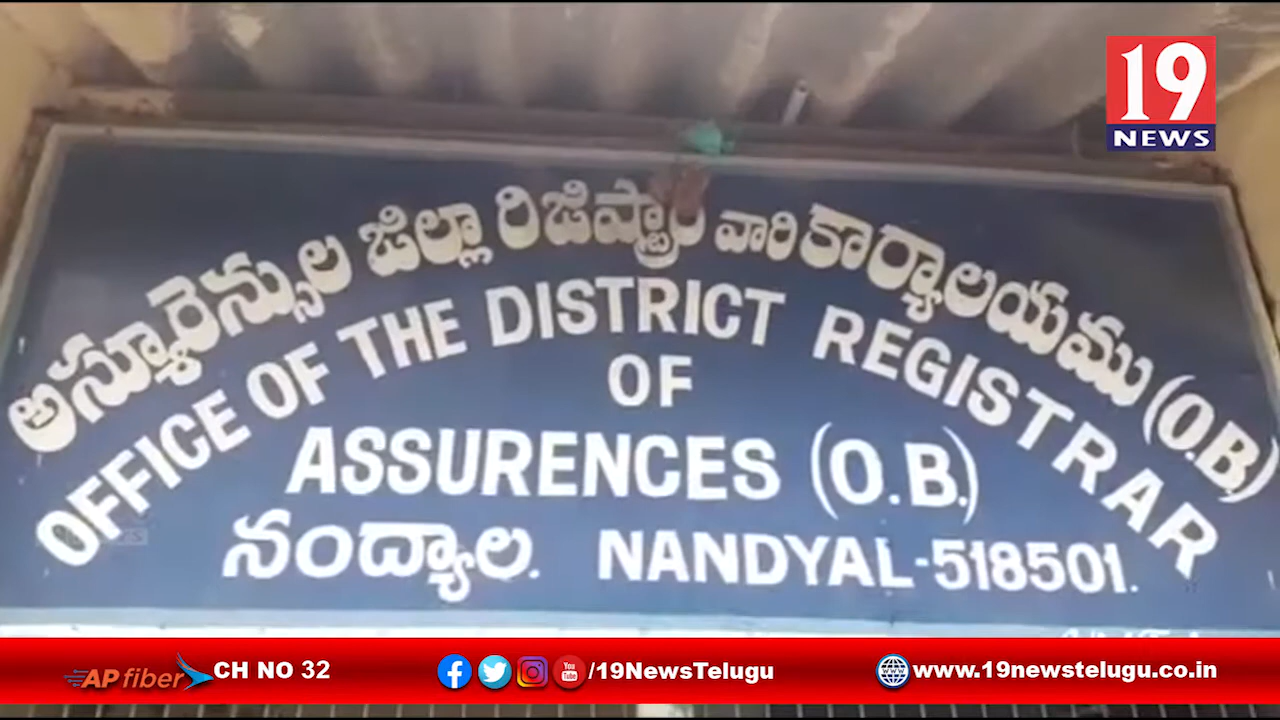 19
NEWS
అస్యూరెన్సుల జిల్లా రిజిష్ట్రారు వారి కార్యాలయము (O.B.)
OFFICE OF THE DISTRICT REGISTRAR
OF
ASSURENCES (O.B.)
నంద్యాల. NANDYAL-518501.
AP fiber CH NO 32 /19NewsTelugu www.19newstelugu.co.in